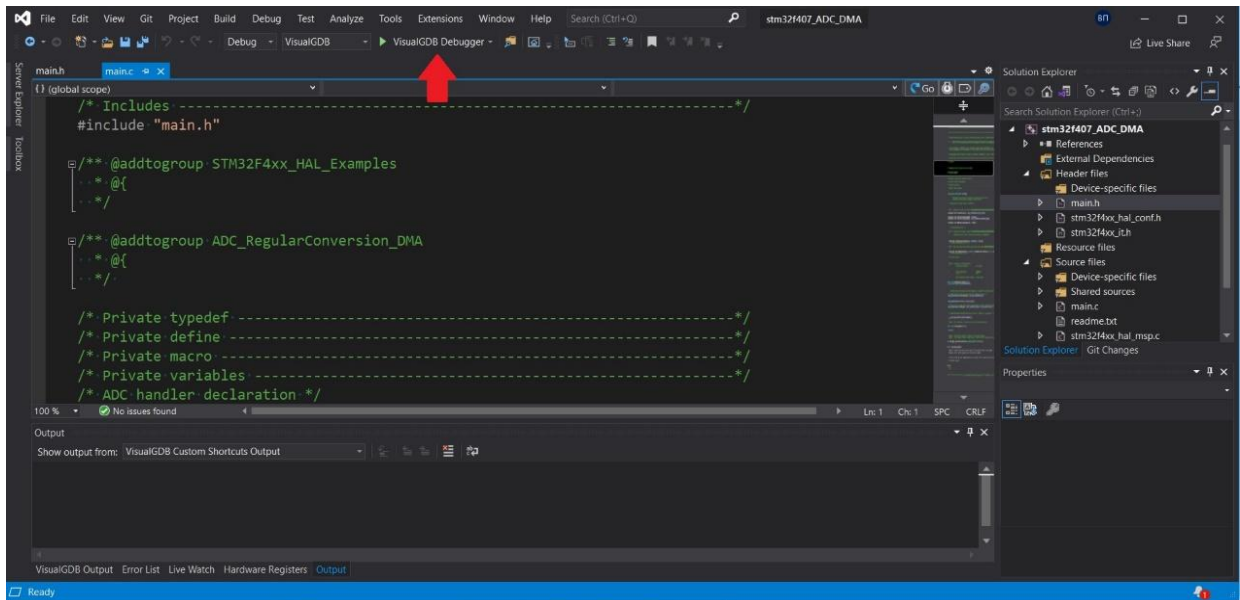 File Edit View Git Project Build Debug Test Analyze Tools Extensions Window Help Search (Ctrl+Q) stm32f407_ADC_DMA ВП
Debug VisualGDB VisualGDB Debugger Live Share
Server Explorer
Toolbox
main.h main.c
{} (global scope) Go
/* Includes ------------------------------------------------------------------*/
#include "main.h"
/** @addtogroup STM32F4xx_HAL_Examples
* @{
*/
/** @addtogroup ADC_RegularConversion_DMA
* @{
*/
/* Private typedef -----------------------------------------------------------*/
/* Private define ------------------------------------------------------------*/
/* Private macro -------------------------------------------------------------*/
/* Private variables ---------------------------------------------------------*/
/* ADC handler declaration */
100 % No issues found Ln: 1 Ch: 1 SPC CRLF
Output
Show output from: VisualGDB Custom Shortcuts Output
VisualGDB Output Error List Live Watch Hardware Registers Output
Ready 1
Solution Explorer
Search Solution Explorer (Ctrl+;)
stm32f407_ADC_DMA
References
External Dependencies
Header files
Device-specific files
main.h
stm32f4xx_hal_conf.h
stm32f4xx_it.h
Resource files
Source files
Device-specific files
Shared sources
main.c
readme.txt
stm32f4xx_hal_msp.c
Solution Explorer Git Changes
Properties